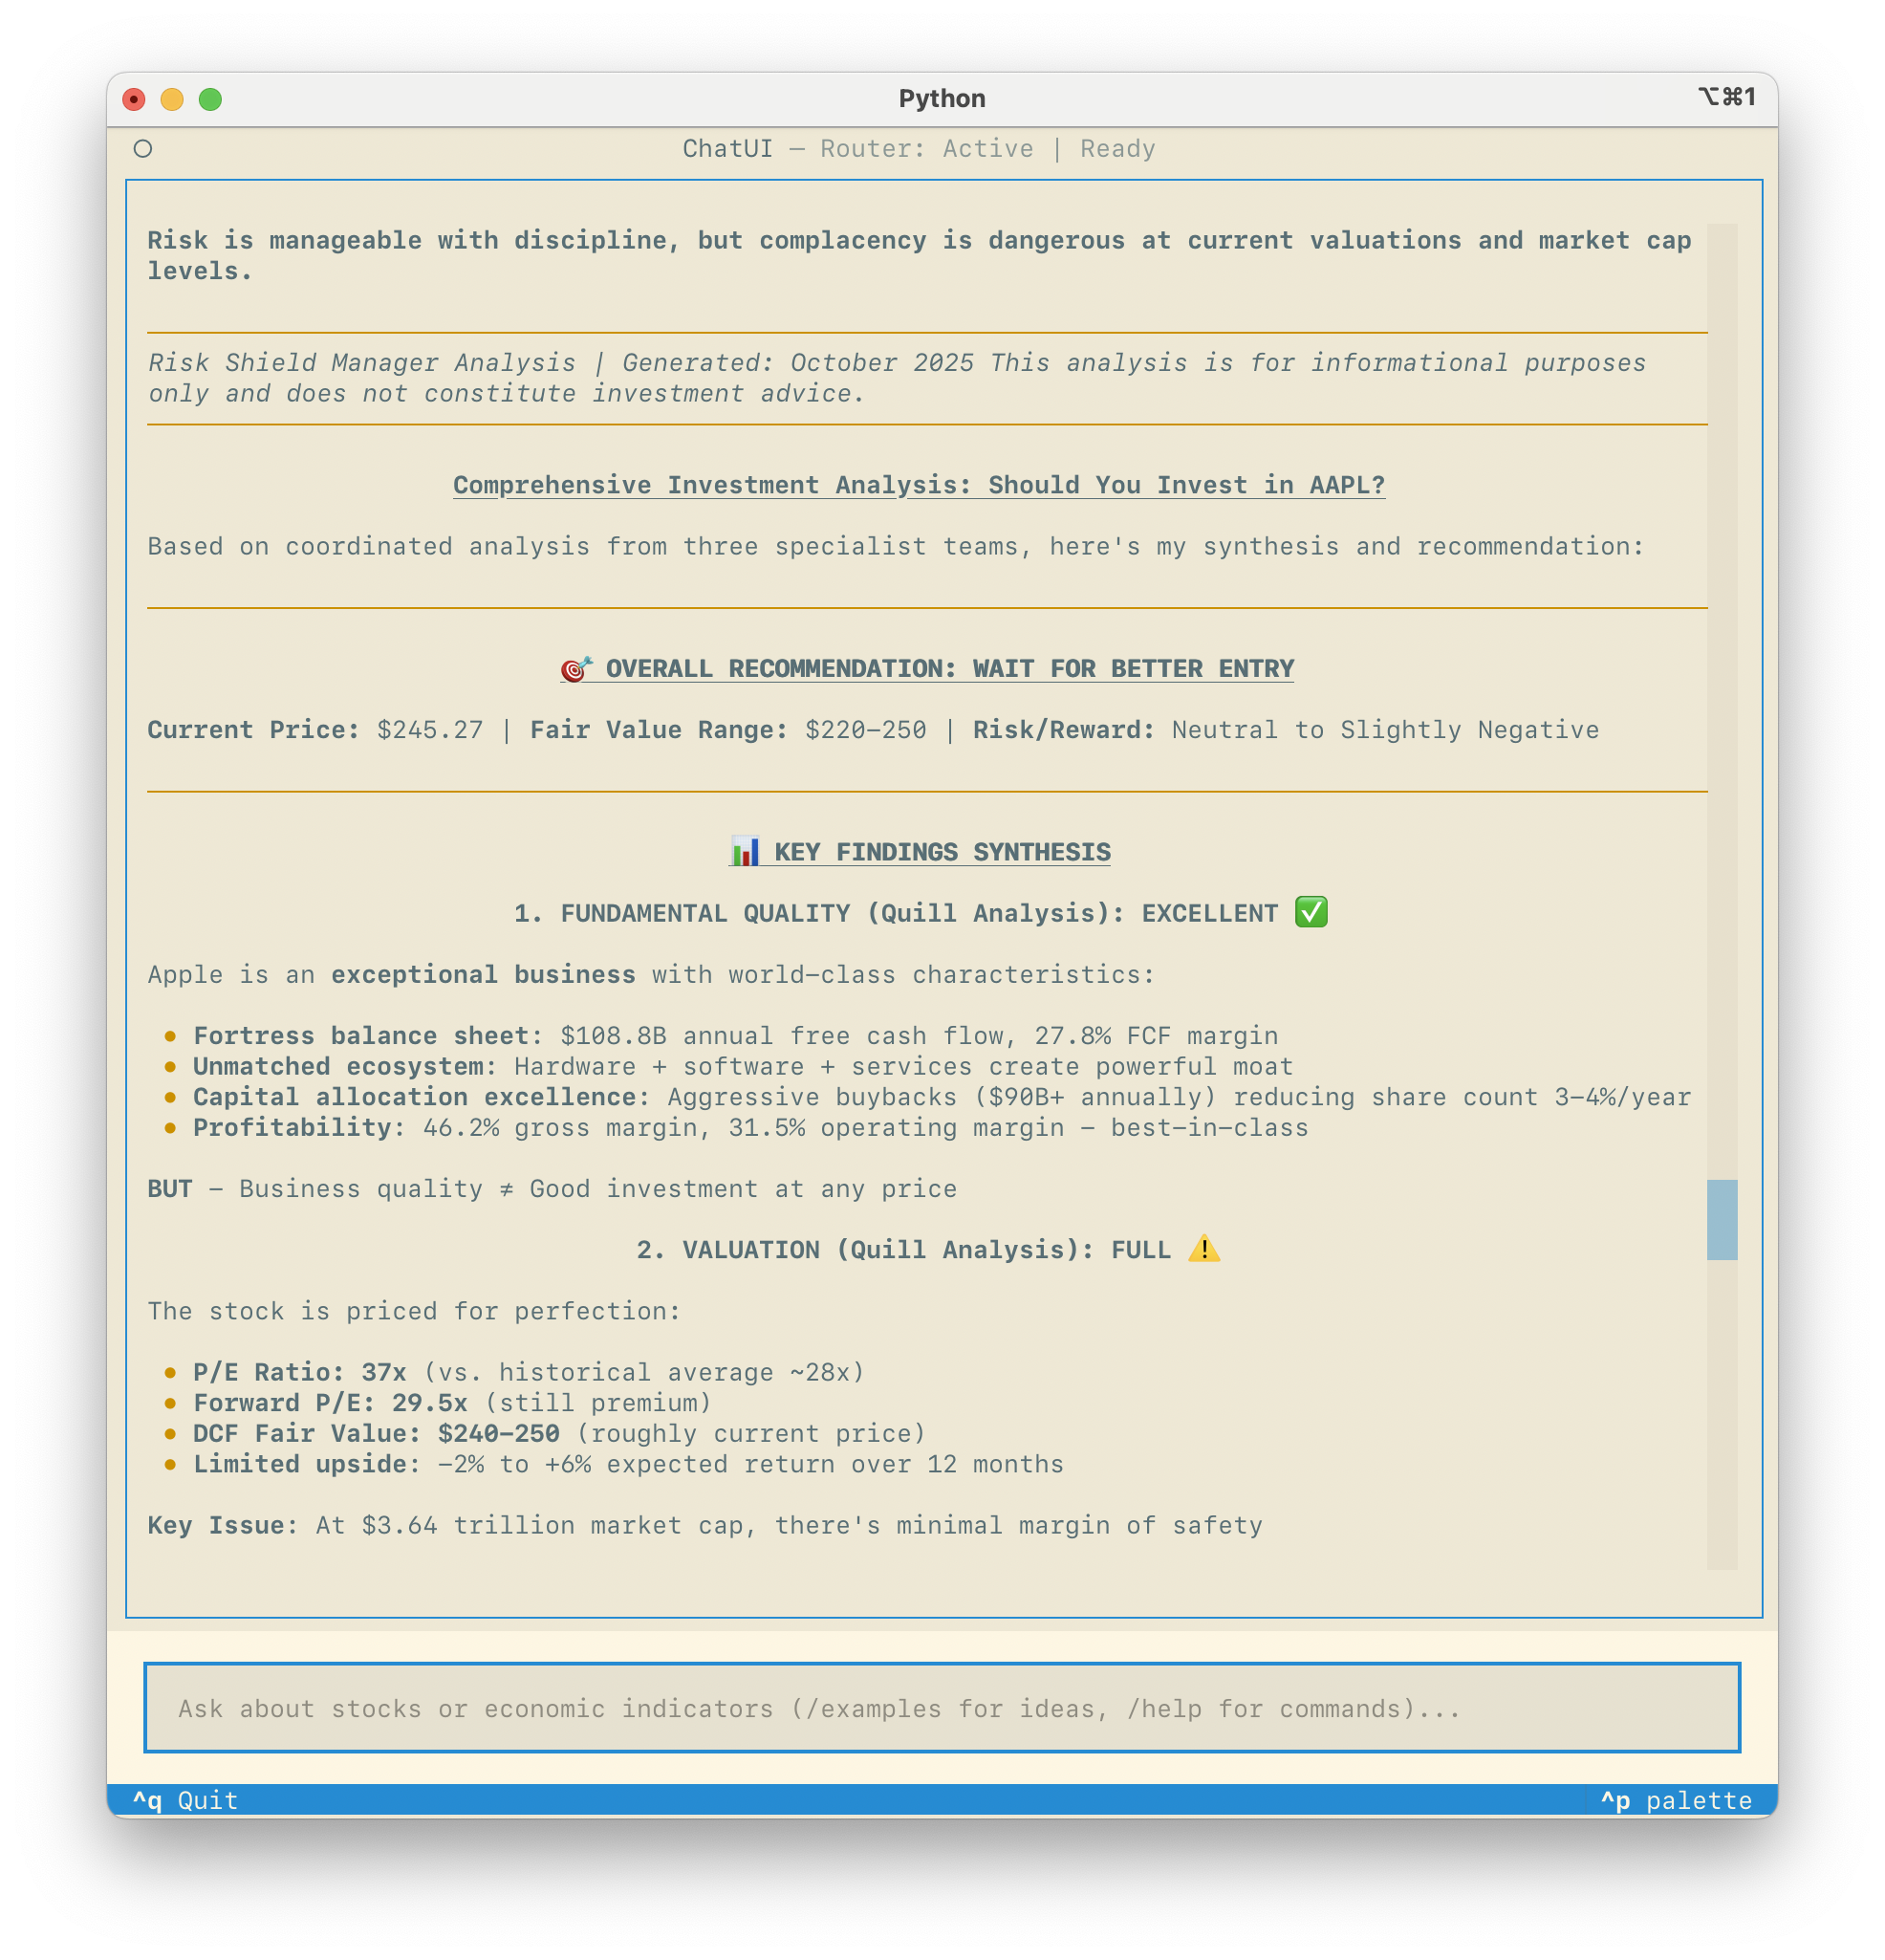 Python
⌥⌘1
ChatUI — Router: Active | Ready
Risk is manageable with discipline, but complacency is dangerous at current valuations and market cap
levels.
Risk Shield Manager Analysis | Generated: October 2025 This analysis is for informational purposes
only and does not constitute investment advice.
Comprehensive Investment Analysis: Should You Invest in AAPL?
Based on coordinated analysis from three specialist teams, here's my synthesis and recommendation:
🎯 OVERALL RECOMMENDATION: WAIT FOR BETTER ENTRY
Current Price: $245.27 | Fair Value Range: $220-250 | Risk/Reward: Neutral to Slightly Negative
📊 KEY FINDINGS SYNTHESIS
1. FUNDAMENTAL QUALITY (Quill Analysis): EXCELLENT ✅
Apple is an exceptional business with world-class characteristics:
• Fortress balance sheet: $108.8B annual free cash flow, 27.8% FCF margin
• Unmatched ecosystem: Hardware + software + services create powerful moat
• Capital allocation excellence: Aggressive buybacks ($90B+ annually) reducing share count 3-4%/year
• Profitability: 46.2% gross margin, 31.5% operating margin - best-in-class
BUT - Business quality ≠ Good investment at any price
2. VALUATION (Quill Analysis): FULL ⚠️
The stock is priced for perfection:
• P/E Ratio: 37x (vs. historical average ~28x)
• Forward P/E: 29.5x (still premium)
• DCF Fair Value: $240-250 (roughly current price)
• Limited upside: -2% to +6% expected return over 12 months
Key Issue: At $3.64 trillion market cap, there's minimal margin of safety
Ask about stocks or economic indicators (/examples for ideas, /help for commands)...
^q Quit
^p palette